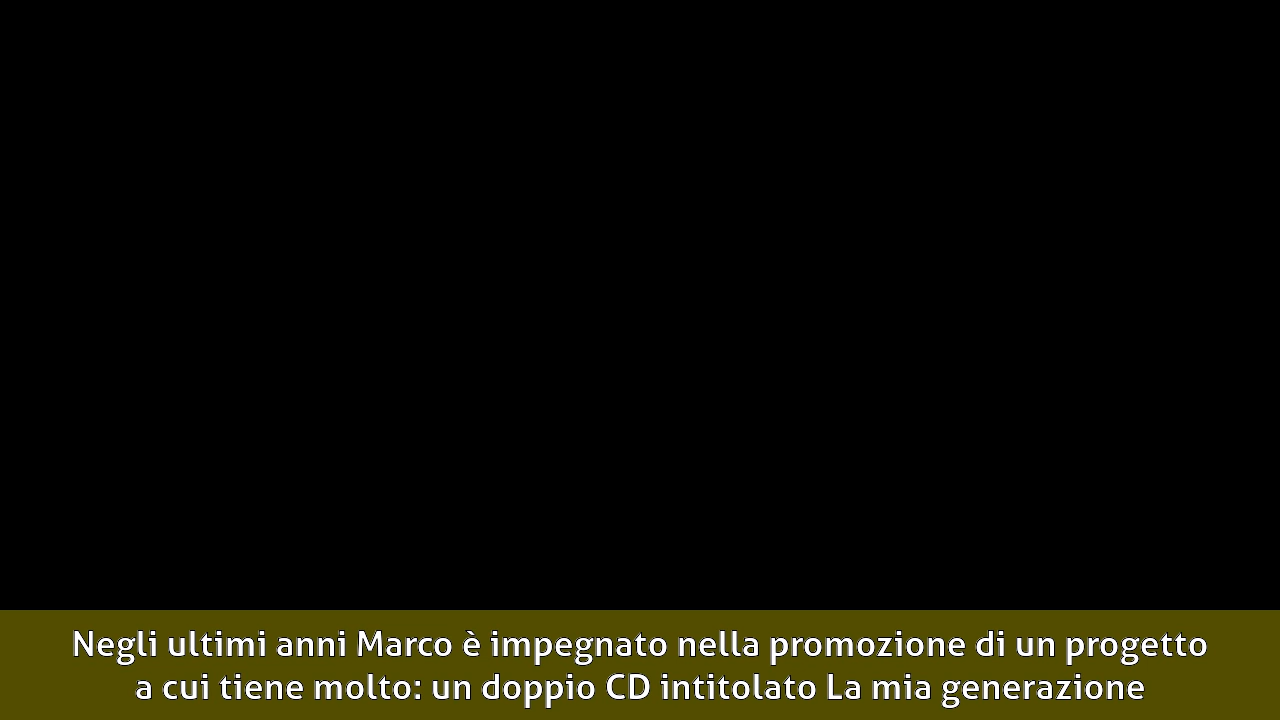 Negli ultimi anni Marco è impegnato nella promozione di un progetto
a cui tiene molto: un doppio CD intitolato La mia generazione